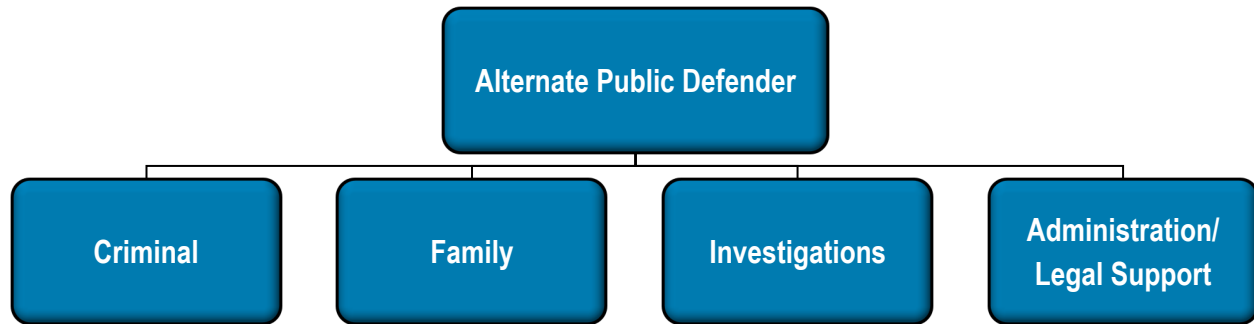 Alternate Public Defender
Criminal
Family
Investigations
Administration/
Legal Support